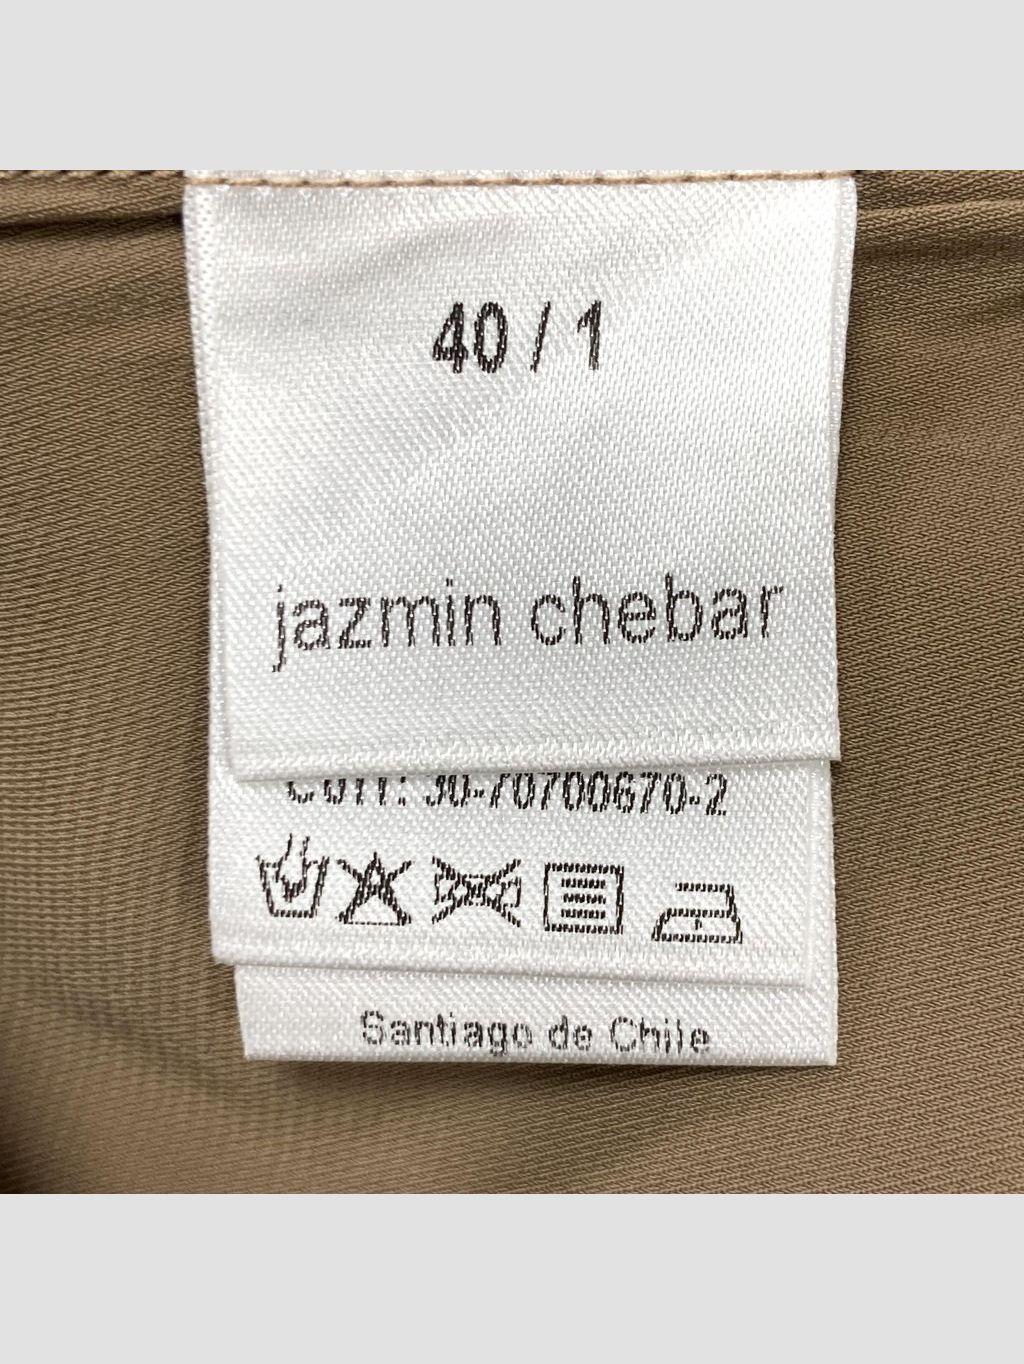 40 / 1
jazmin chebar
CUIT: 30-70700670-2
Santiago de Chile